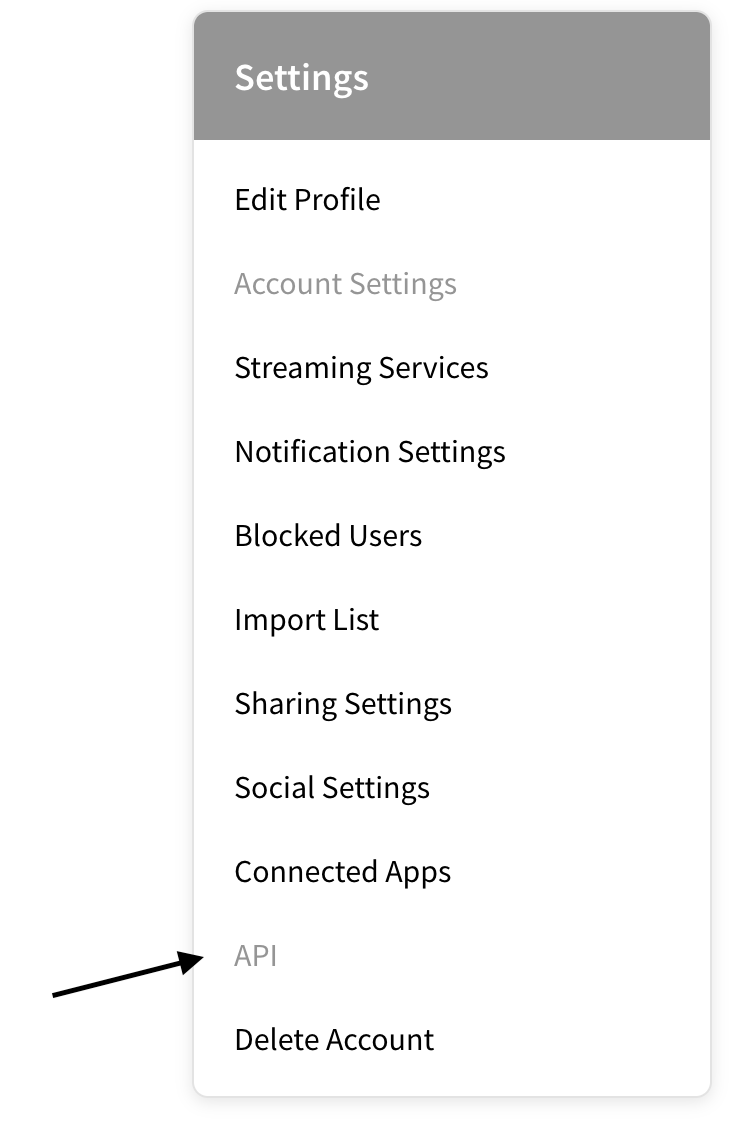 Settings
Edit Profile
Account Settings
Streaming Services
Notification Settings
Blocked Users
Import List
Sharing Settings
Social Settings
Connected Apps
API
Delete Account